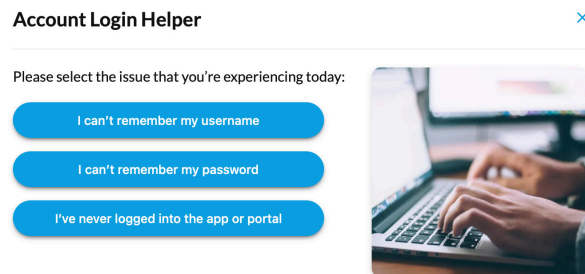 Account Login Helper
Please select the issue that you're experiencing today:
I can't remember my username
I can't remember my password
I've never logged into the app or portal